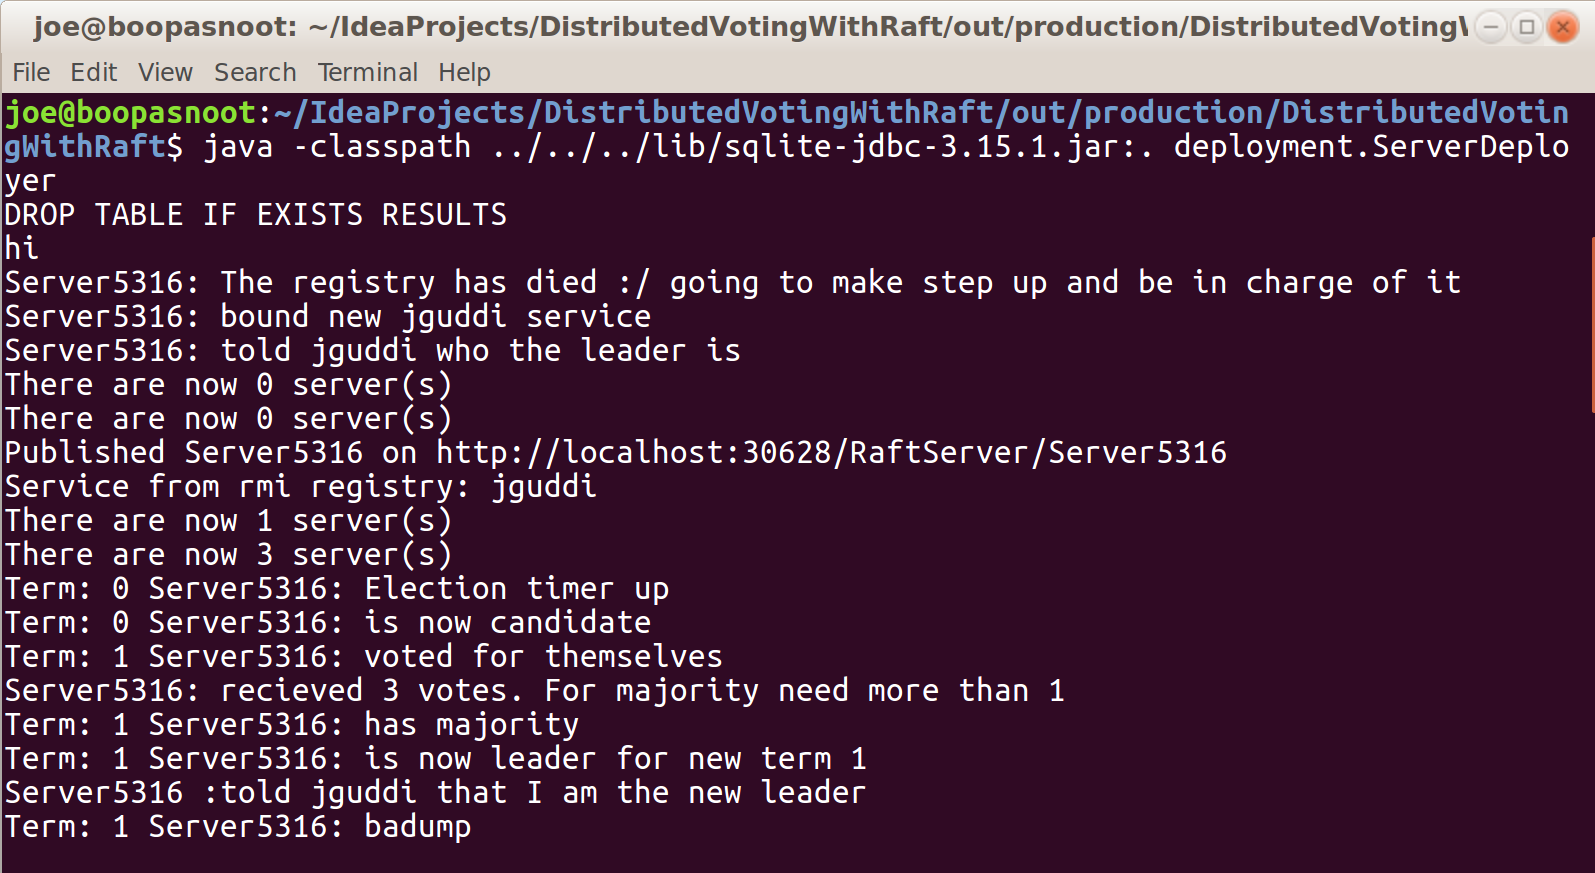 joe@boopasnoot: ~/IdeaProjects/DistributedVotingWithRaft/out/production/DistributedVotingV
File Edit View Search Terminal Help
joe@boopasnoot:~/IdeaProjects/DistributedVotingWithRaft/out/production/DistributedVotin
gWithRaft$ java -classpath ../../../lib/sqlite-jdbc-3.15.1.jar:. deployment.ServerDeplo
yer
DROP TABLE IF EXISTS RESULTS
hi
Server5316: The registry has died :/ going to make step up and be in charge of it
Server5316: bound new jguddi service
Server5316: told jguddi who the leader is
There are now 0 server(s)
There are now 0 server(s)
Published Server5316 on http://localhost:30628/RaftServer/Server5316
Service from rmi registry: jguddi
There are now 1 server(s)
There are now 3 server(s)
Term: 0 Server5316: Election timer up
Term: 0 Server5316: is now candidate
Term: 1 Server5316: voted for themselves
Server5316: recieved 3 votes. For majority need more than 1
Term: 1 Server5316: has majority
Term: 1 Server5316: is now leader for new term 1
Server5316 :told jguddi that I am the new leader
Term: 1 Server5316: badump